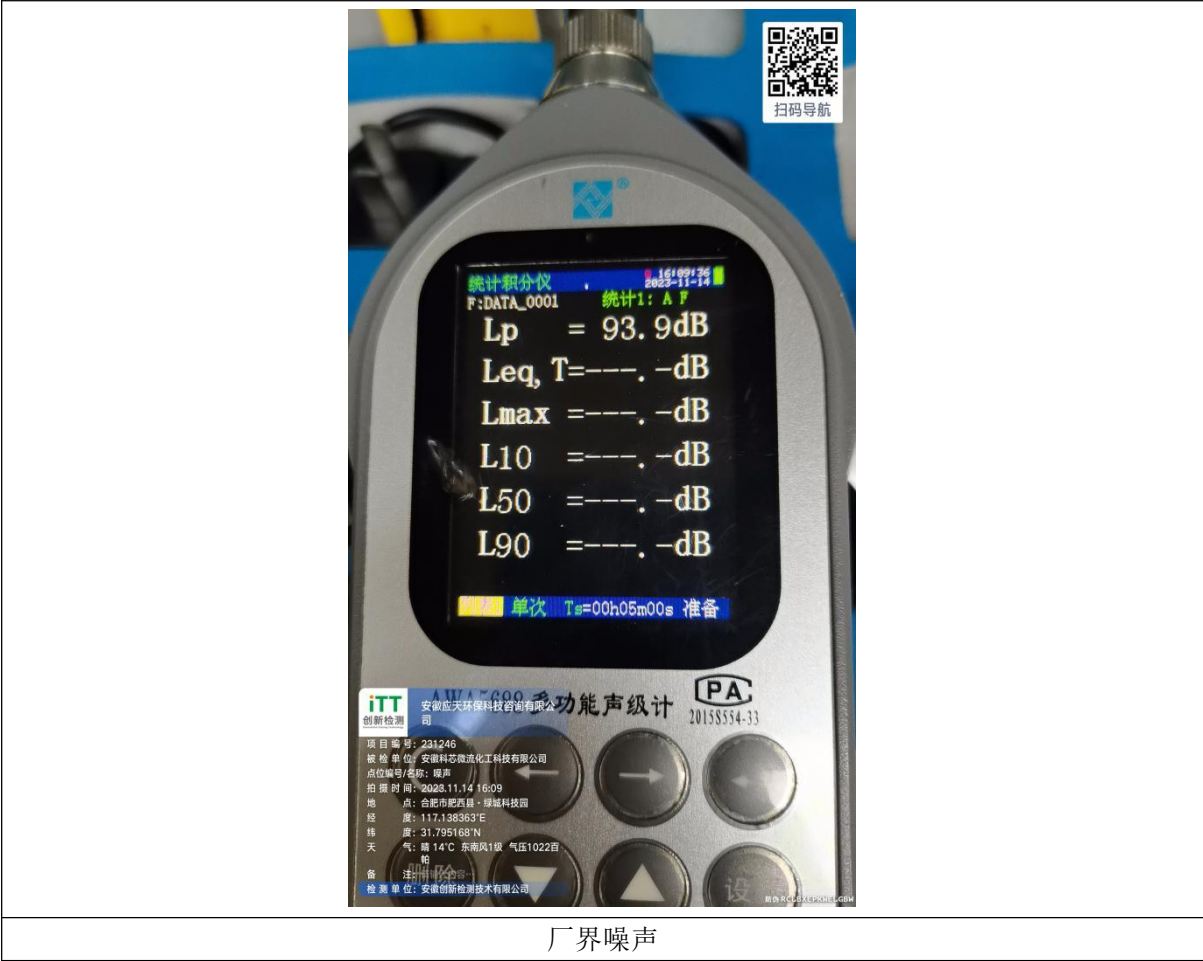 扫码导航
统计积分仪
16:09:36
2023-11-14
F:DATA_0001 统计1: A F
Lp = 93.9dB
Leq, T=---.-dB
Lmax =---.-dB
L10 =---.-dB
L50 =---.-dB
L90 =---.-dB
单次 Ts=00h05m00s 准备
AWA5688 多功能声级计
PA
2015S554-33
iTT
创新检测
安徽应天环保科技咨询有限公
司
项目编号: 231246
被检单位: 安徽科芯微流化工科技有限公司
点位编号/名称: 噪声
拍摄时间: 2023.11.14 16:09
地 点: 合肥市肥西县·绿城科技园
经 度: 117.138363°E
纬 度: 31.795168°N
天 气: 晴 14℃ 东南风1级 气压1022百
帕
备 注:
检测单位: 安徽创新检测技术有限公司
删除
设
防伪
厂界噪声